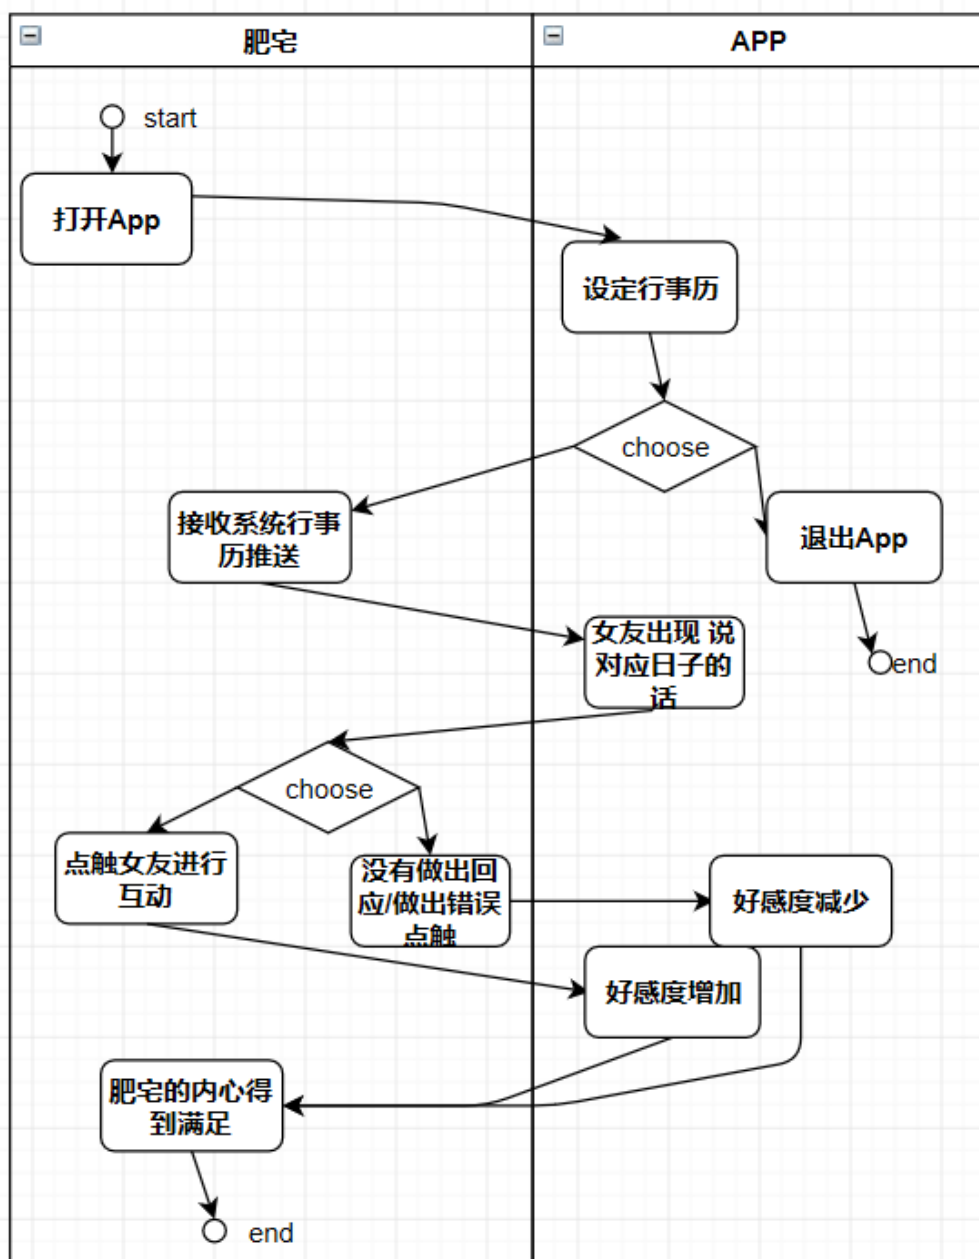 肥宅
APP
start
打开App
设定行事历
choose
接收系统行事
历推送
退出App
女友出现 说
对应日子的
话
end
choose
点触女友进行
互动
没有做出回
应/做出错误
点触
好感度减少
好感度增加
肥宅的内心得
到满足
end